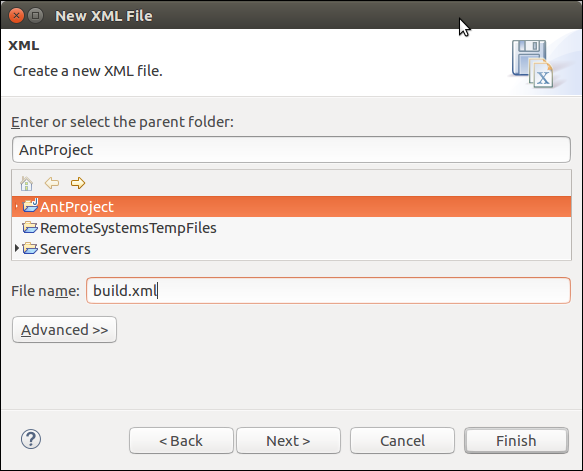 New XML File
XML
Create a new XML file.
Enter or select the parent folder:
AntProject
AntProject
RemoteSystemsTempFiles
Servers
File name: build.xml
Advanced >>
? < Back Next > Cancel Finish